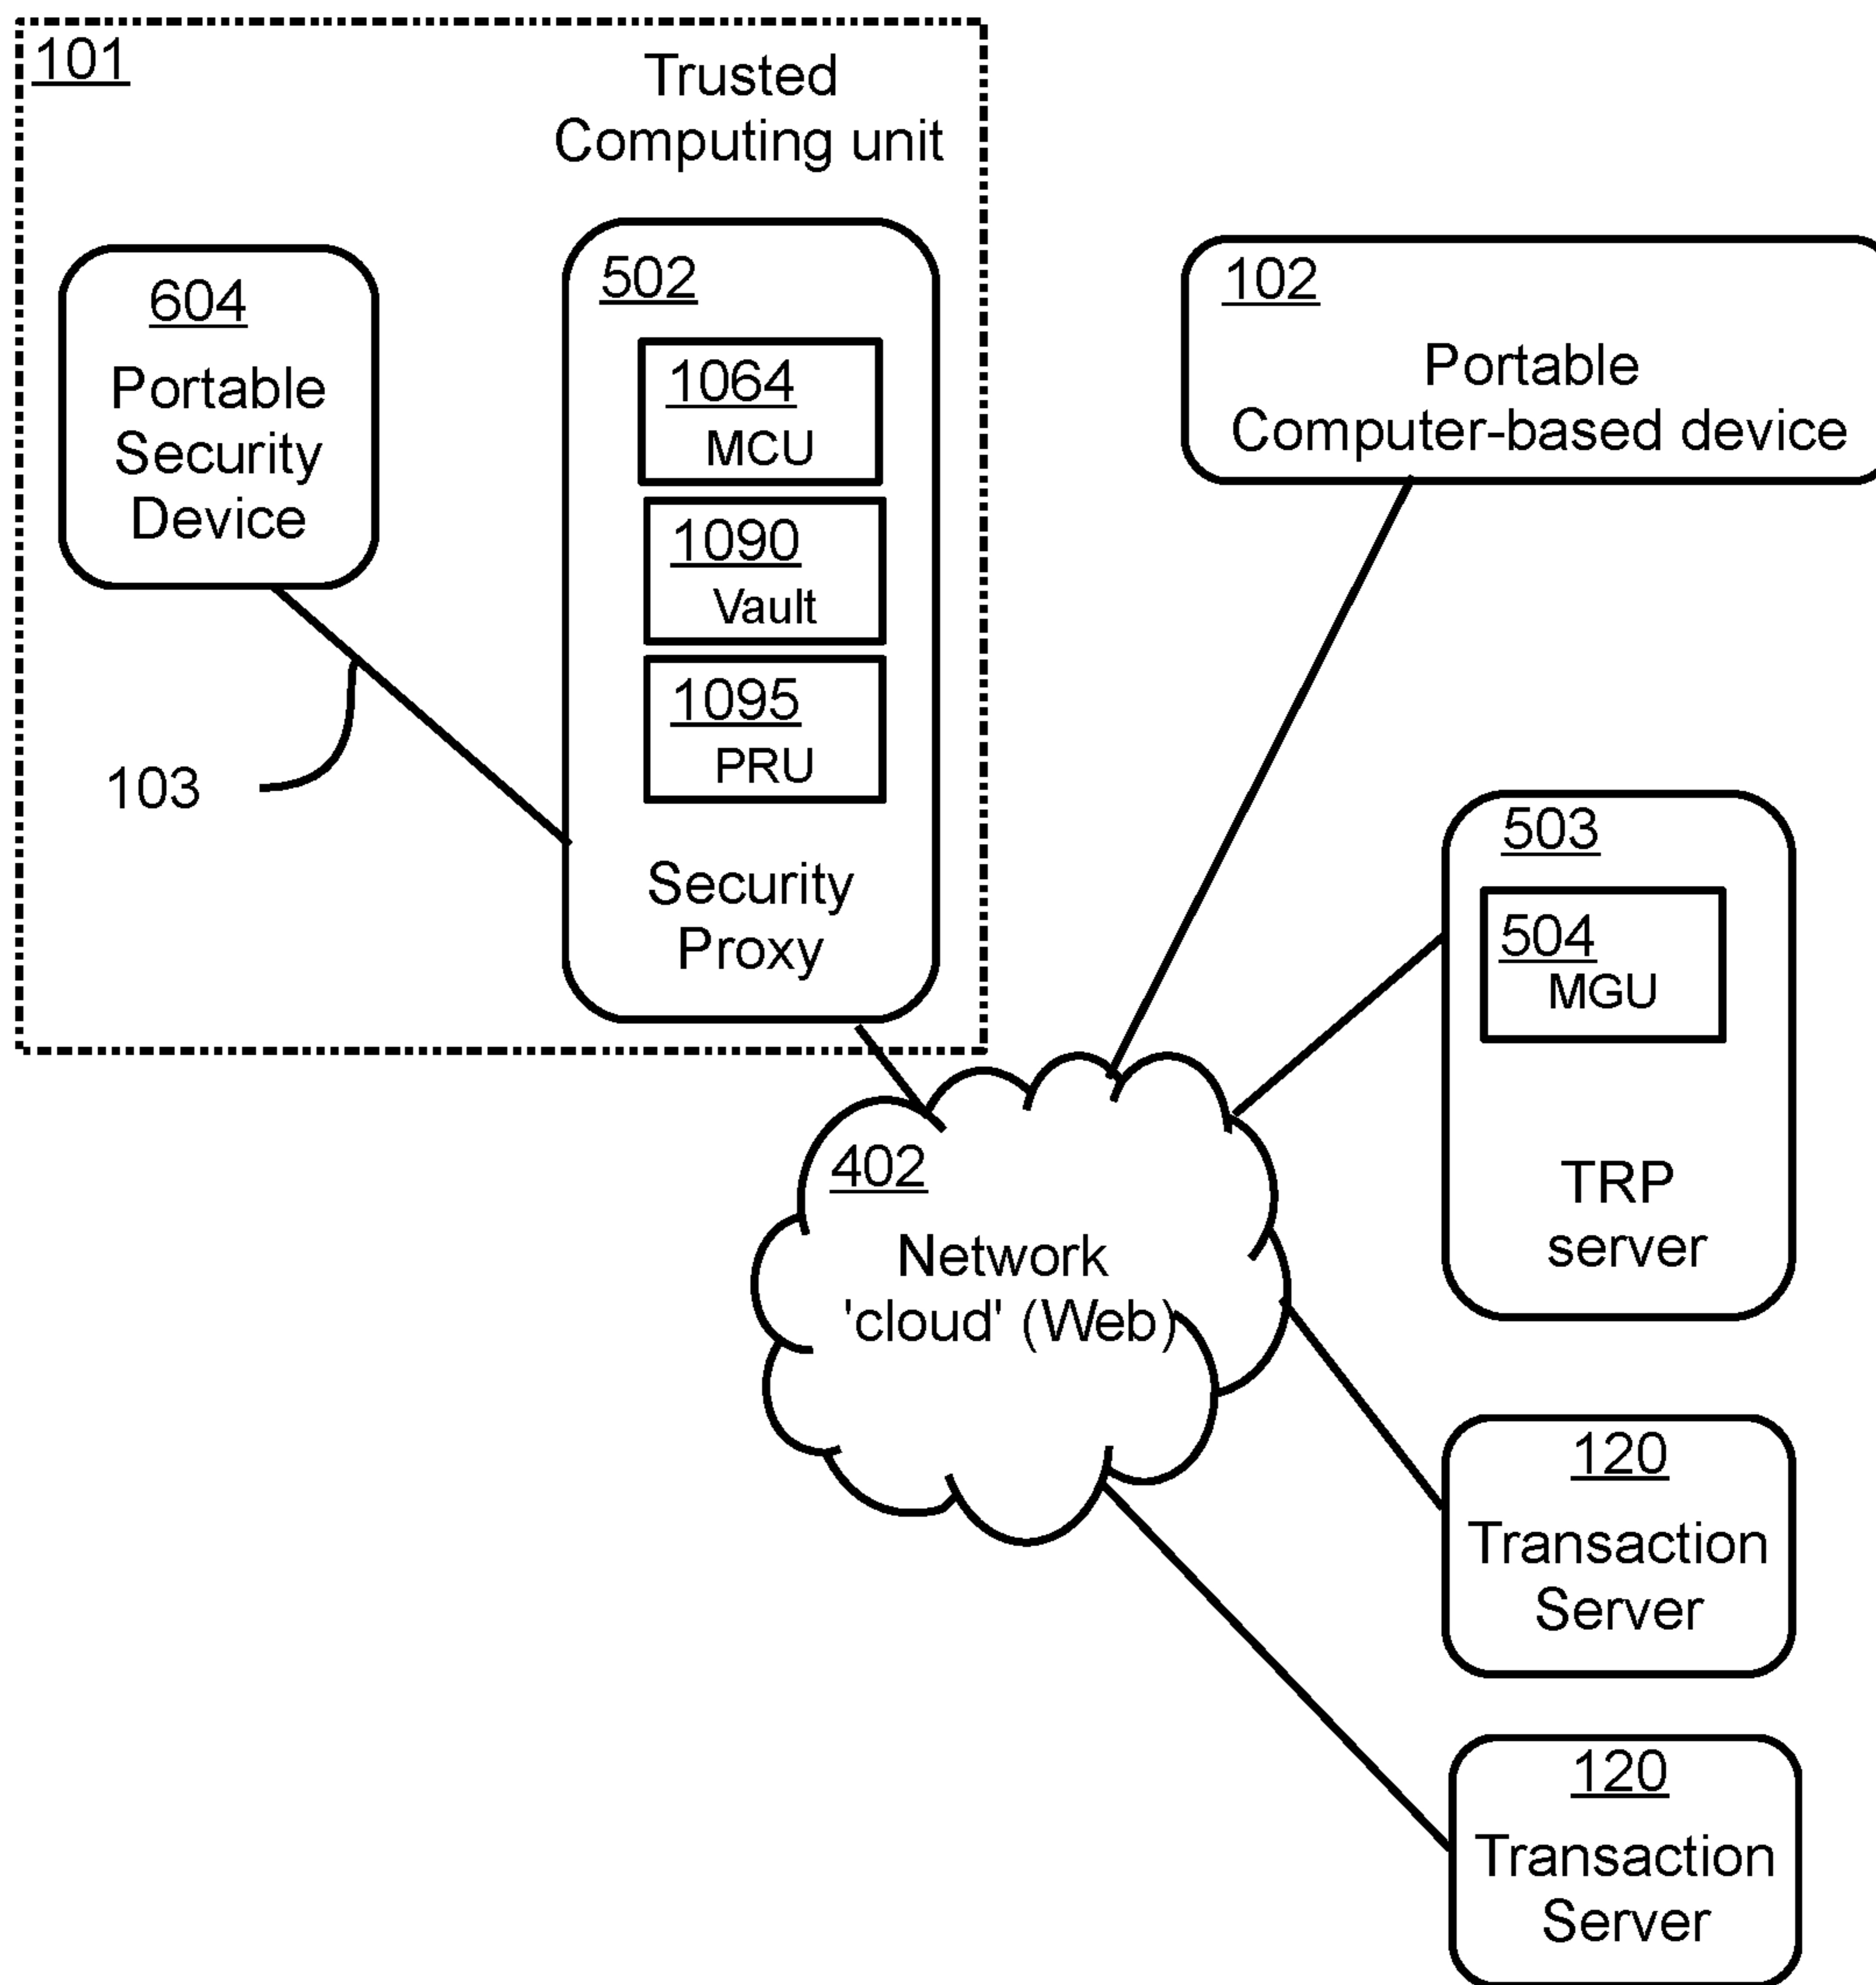 101
Trusted
Computing unit
604
Portable
Security
Device
502
1064
MCU
1090
Vault
1095
PRU
Security
Proxy
103
102
Portable
Computer-based device
503
504
MGU
TRP
server
402
Network
'cloud' (Web)
120
Transaction
Server
120
Transaction
Server